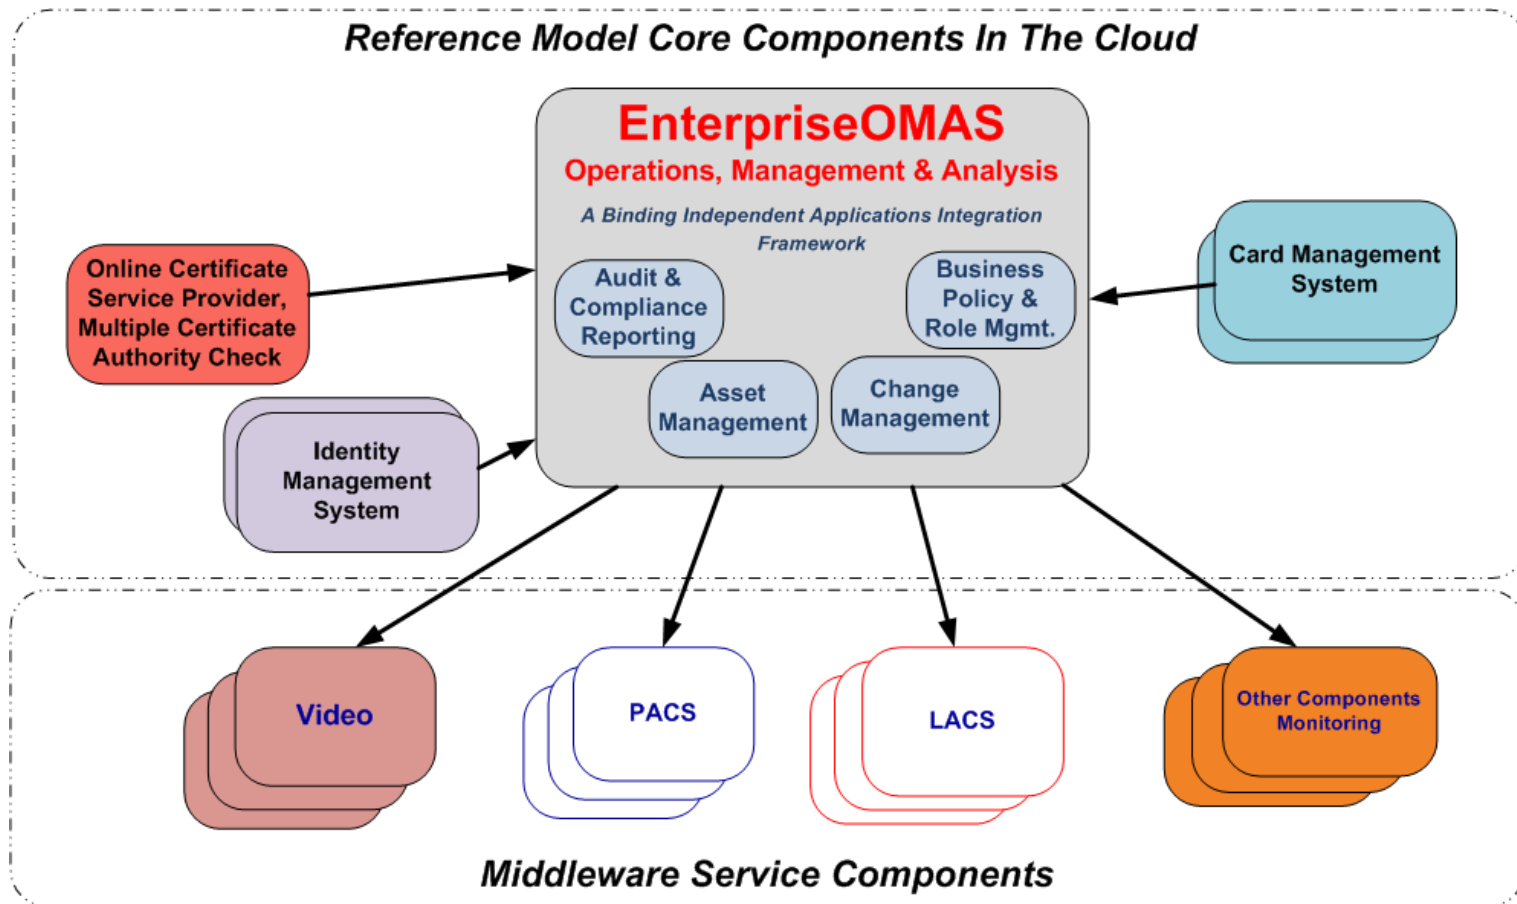 Reference Model Core Components In The Cloud
EnterpriseOMAS
Operations, Management & Analysis
A Binding Independent Applications Integration
Framework
Online Certificate
Service Provider,
Multiple Certificate
Authority Check
Audit &
Compliance
Reporting
Business
Policy &
Role Mgmt.
Card Management
System
Asset
Management
Change
Management
Identity
Management
System
Video
PACS
LACS
Other Components
Monitoring
Middleware Service Components